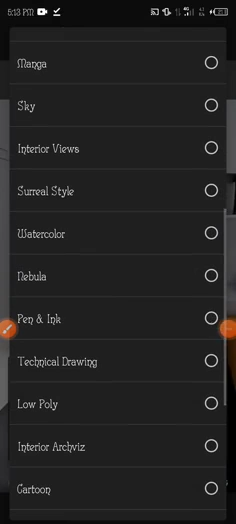 5:13 PM
Manga
Sky
Interior Views
Surreal Style
Watercolor
Nebula
Pen & Ink
Technical Drawing
Low Poly
Interior Archviz
Cartoon